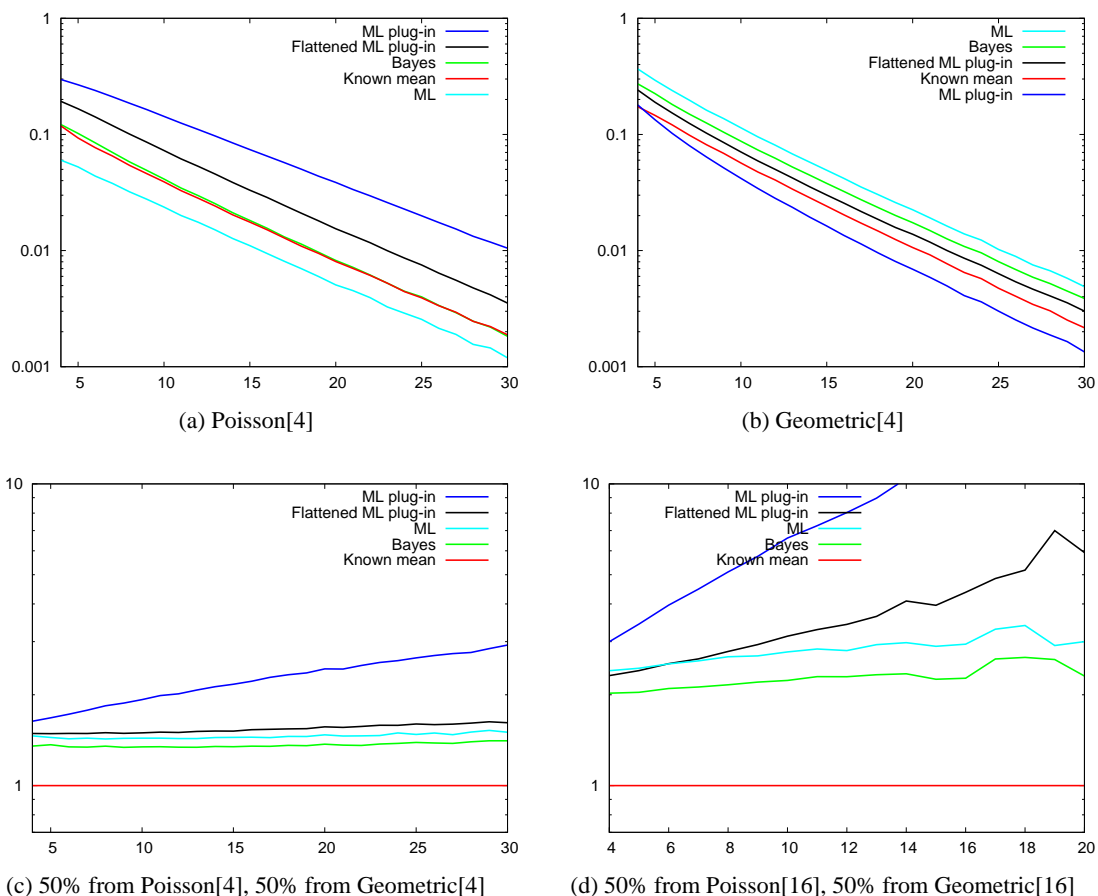 1
ML plug-in
Flattened ML plug-in
Bayes
Known mean
ML
0.1
0.01
0.001
5 10 15 20 25 30
(a) Poisson[4]
1
ML
Bayes
Flattened ML plug-in
Known mean
ML plug-in
0.1
0.01
0.001
5 10 15 20 25 30
(b) Geometric[4]
10
ML plug-in
Flattened ML plug-in
ML
Bayes
Known mean
1
5 10 15 20 25 30
(c) 50% from Poisson[4], 50% from Geometric[4]
10
ML plug-in
Flattened ML plug-in
ML
Bayes
Known mean
1
4 6 8 10 12 14 16 18 20
(d) 50% from Poisson[16], 50% from Geometric[16]